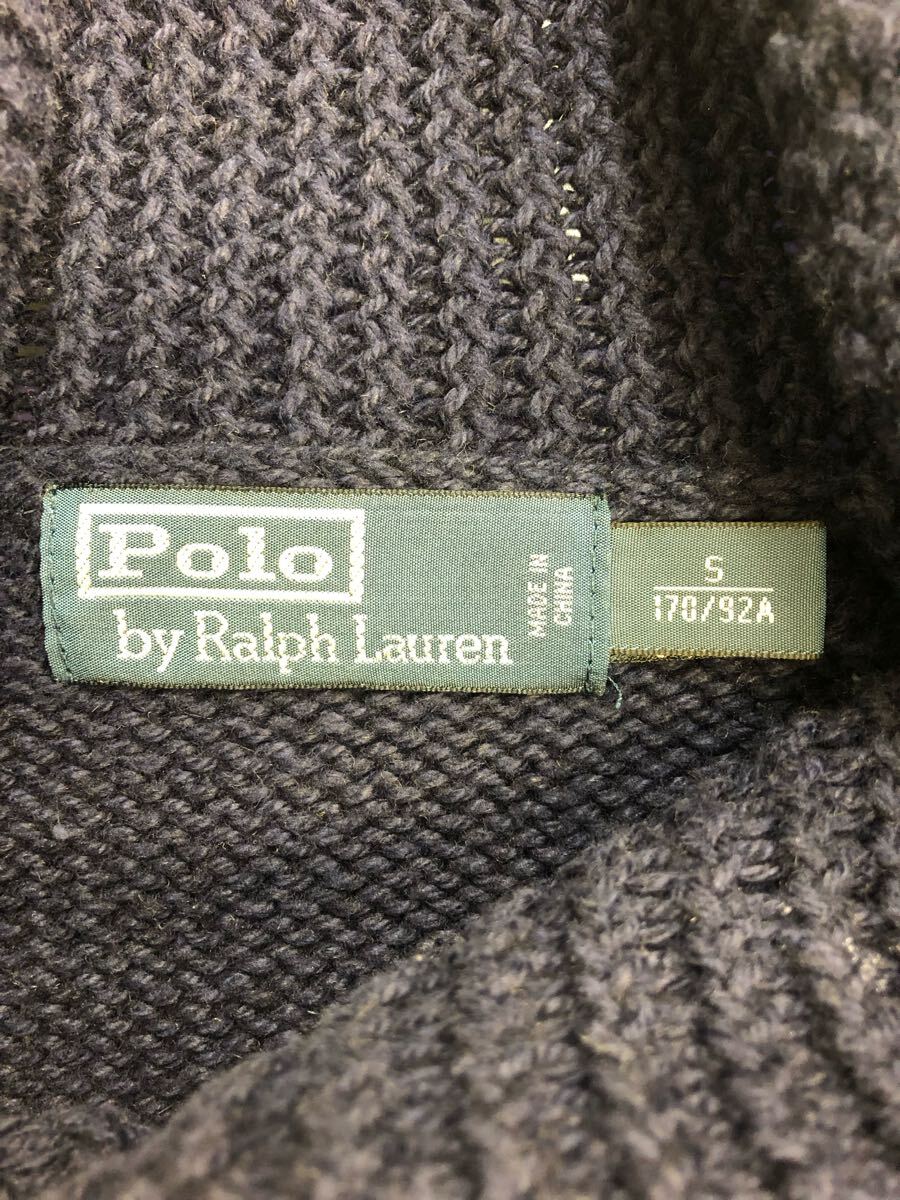 Polo
by Ralph Lauren
MADE IN
CHINA
S
170/92A